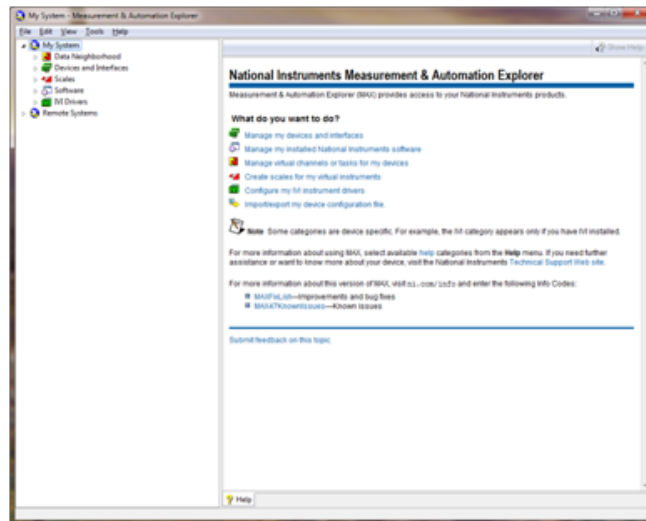 My System - Measurement & Automation Explorer
File Edit View Tools Help
My System
Data Neighborhood
Devices and Interfaces
Scales
Software
IVI Drivers
Remote Systems
Show Help
National Instruments Measurement & Automation Explorer
Measurement & Automation Explorer (MAX) provides access to your National Instruments products.
What do you want to do?
Manage my devices and interfaces
Manage my installed National Instruments software
Manage virtual channels or tasks for my devices
Create scales for my virtual instruments
Configure my IVI instrument drivers
Import/export my device configuration file.
Note Some categories are device specific. For example, the IVI category appears only if you have IVI installed.
For more information about using MAX, select available help categories from the Help menu. If you need further
assistance or want to know more about your device, visit the National Instruments Technical Support Web site.
For more information about this version of MAX, visit ni.com/info and enter the following Info Codes:
MAXFixList—Improvements and bug fixes
MAX47KnownIssues—Known issues
Submit feedback on this topic
Help